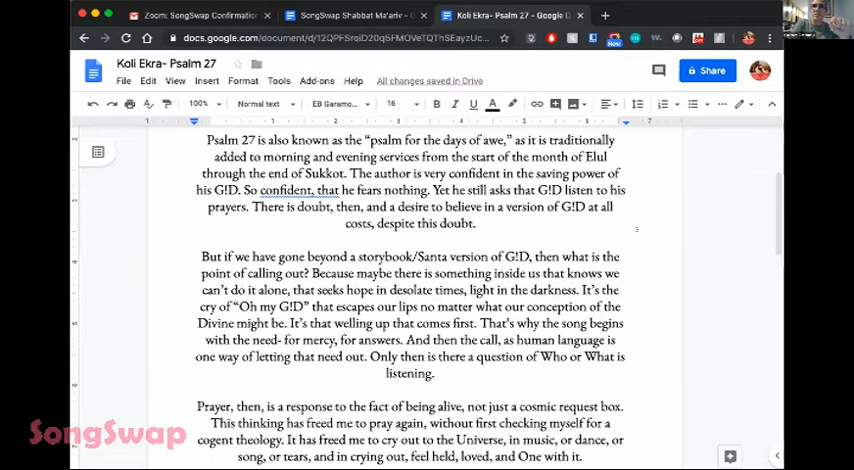 Zoom: SongSwap Confirmation
SongSwap Shabbat Ma'ariv - G
Koli Ekra- Psalm 27 - Google D
Koli Ekra- Psalm 27
File Edit View Insert Format Tools Add-ons Help All changes saved in Drive
Share
100% Normal text EB Garamo... 16
Psalm 27 is also known as the “psalm for the days of awe,” as it is traditionally
added to morning and evening services from the start of the month of Elul
through the end of Sukkot. The author is very confident in the saving power of
his G!D. So confident, that he fears nothing. Yet he still asks that G!D listen to his
prayers. There is doubt, then, and a desire to believe in a version of G!D at all
costs, despite this doubt.
But if we have gone beyond a storybook/Santa version of G!D, then what is the
point of calling out? Because maybe there is something inside us that knows we
can’t do it alone, that seeks hope in desolate times, light in the darkness. It’s the
cry of “Oh my G!D” that escapes our lips no matter what our conception of the
Divine might be. It’s that welling up that comes first. That’s why the song begins
with the need- for mercy, for answers. And then the call, as human language is
one way of letting that need out. Only then is there a question of Who or What is
listening.
Prayer, then, is a response to the fact of being alive, not just a cosmic request box.
This thinking has freed me to pray again, without first checking myself for a
cogent theology. It has freed me to cry out to the Universe, in music, or dance, or
song, or tears, and in crying out, feel held, loved, and One with it.
SongSwap